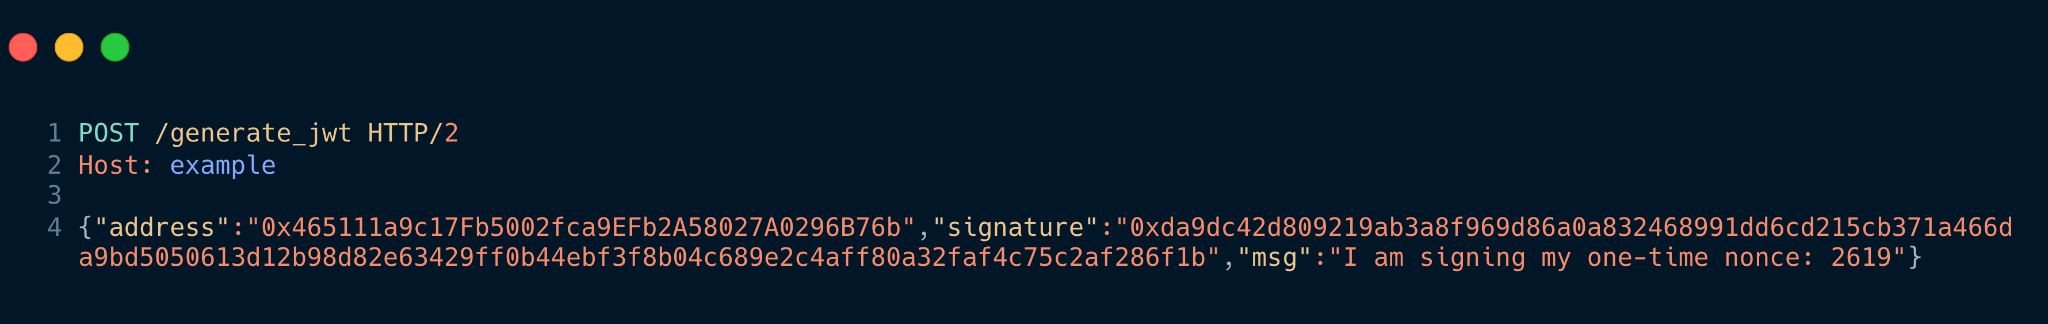 1 POST /generate_jwt HTTP/2
2 Host: example
3
4 {"address":"0x465111a9c17Fb5002fca9EFb2A58027A0296B76b","signature":"0xda9dc42d809219ab3a8f969d86a0a832468991dd6cd215cb371a466d
a9bd5050613d12b98d82e63429ff0b44ebf3f8b04c689e2c4aff80a32faf4c75c2af286f1b","msg":"I am signing my one-time nonce: 2619"}